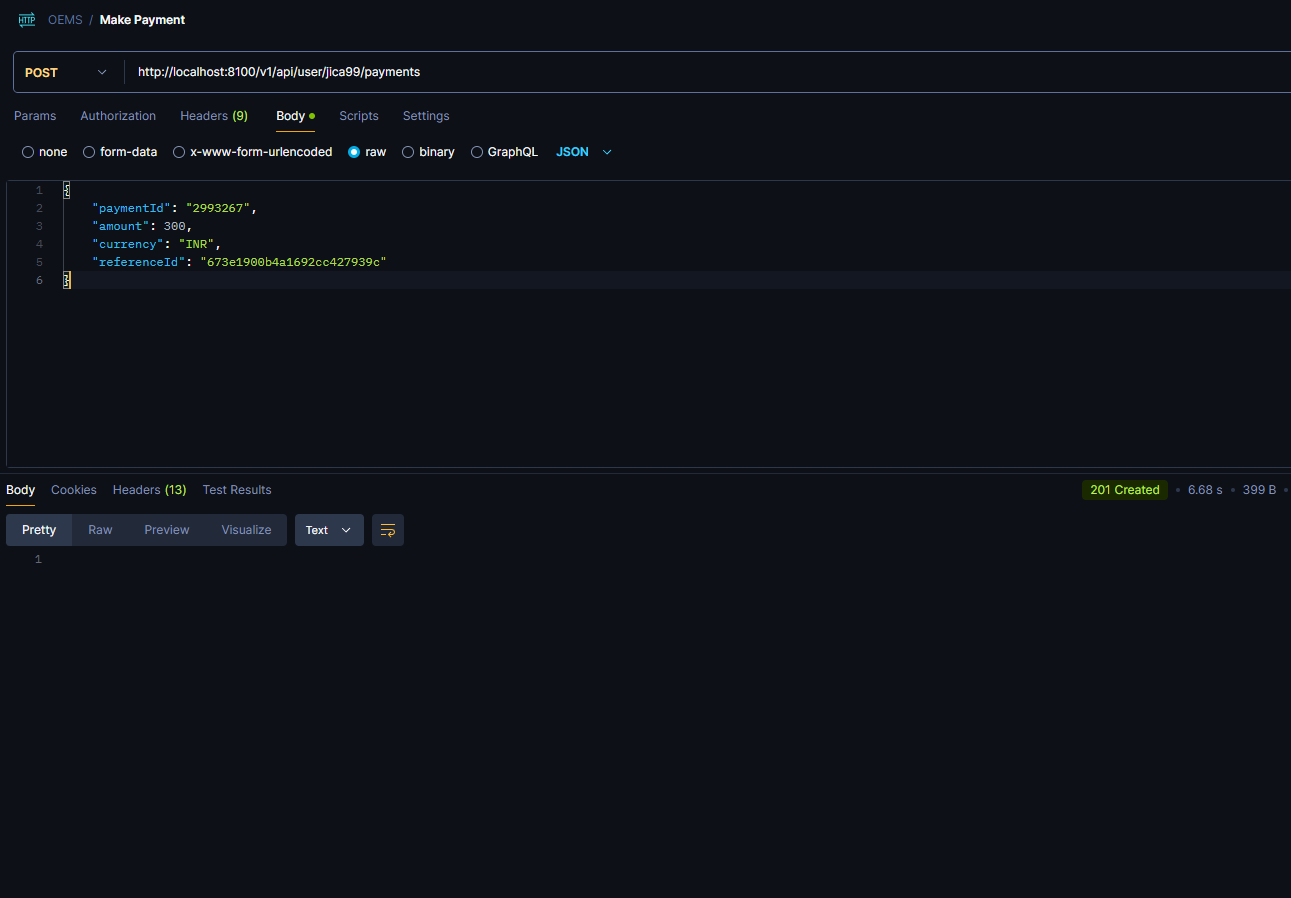 HTTP OEMS / Make Payment
POST http://localhost:8100/v1/api/user/jica99/payments
Params Authorization Headers (9) Body Scripts Settings
none form-data x-www-form-urlencoded raw binary GraphQL JSON
1 {
2 "paymentId": "2993267",
3 "amount": 300,
4 "currency": "INR",
5 "referenceId": "673e1900b4a1692cc427939c"
6 }
Body Cookies Headers (13) Test Results 201 Created • 6.68 s • 399 B •
Pretty Raw Preview Visualize Text
1